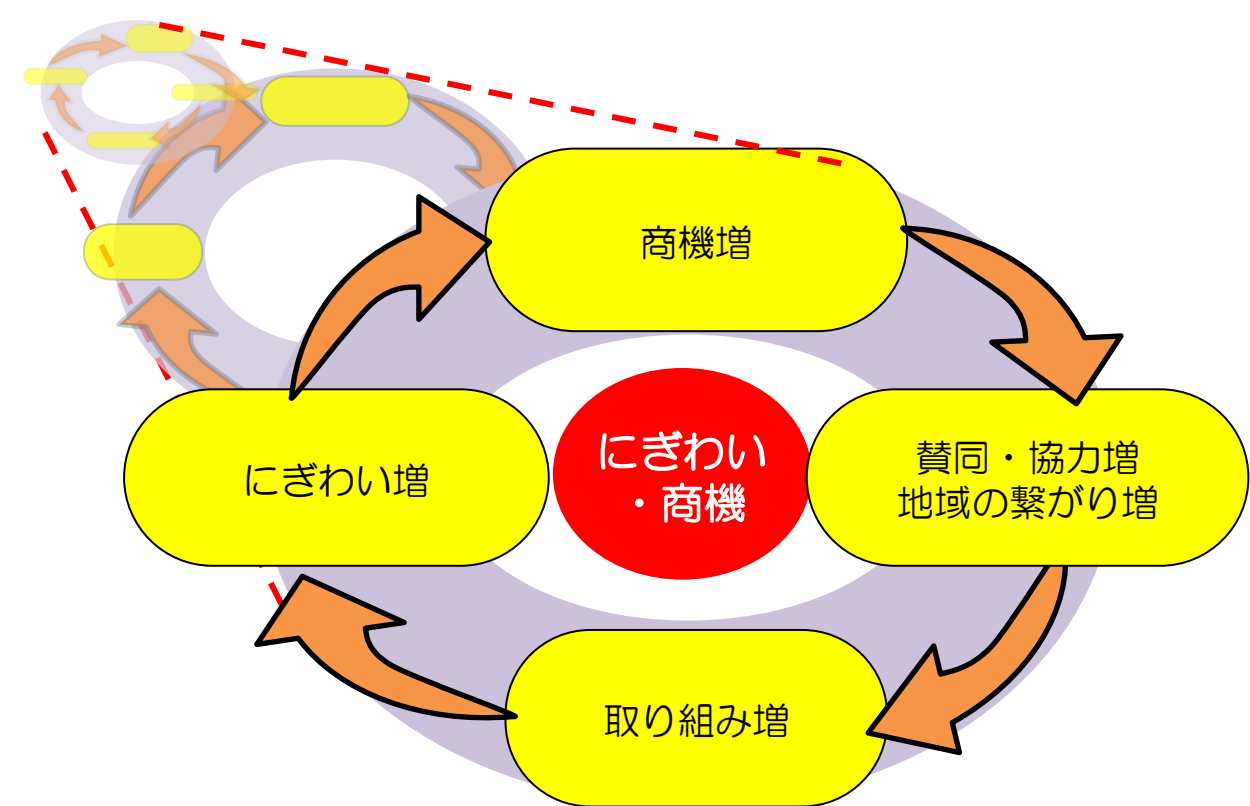 商機増
にぎわい
・商機
賛同・協力増
地域の繋がり増
にぎわい増
取り組み増